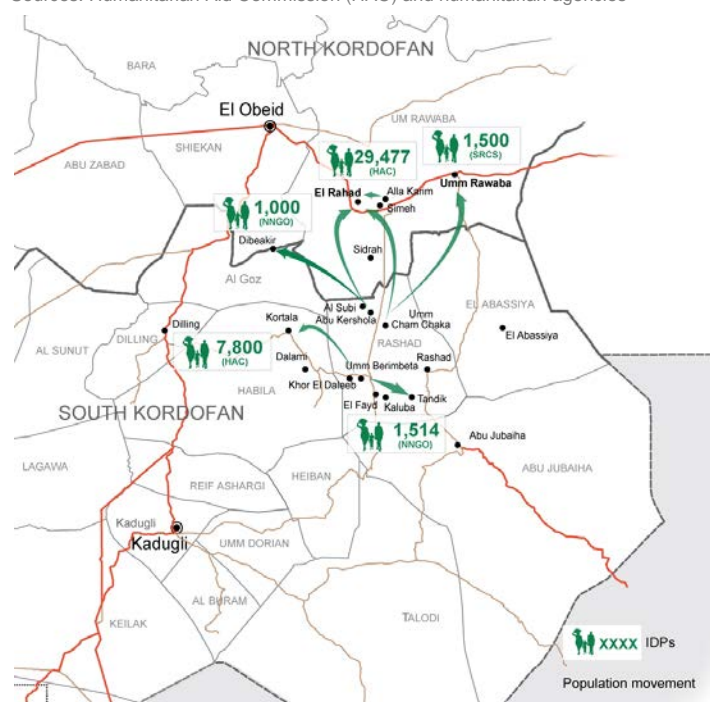 Sources: Humanitarian Aid Commission (HAC) and humanitarian agencies
NORTH KORDOFAN
BARA
El Obeid
UM RAWABA
SHIEKAN
ABU ZABAD
1,500
(SRCS)
29,477
(HAC)
El Rahad
Alla Karim
Simeh
Umm Rawaba
1,000
(NNGO)
Dibeakir
Sidrah
Al Goz
Al Subi
Abu Kershola
Umm
Cham Chaka
EL ABASSIYA
Kortala
Dilling
DILLING
RASHAD
El Abassiya
AL SUNUT
7,800
(HAC)
Dalami
Umm Berimbeta
Rashad
Khor El Daleeb
HABILA
El Fayd
Kaluba
Tandik
SOUTH KORDOFAN
1,514
(NNGO)
Abu Jubaiha
LAGAWA
HEIBAN
ABU JUBAIHA
REIF ASHARGI
Kadugli
Kadugli
UMM DORIAN
AL BURAM
KEILAK
TALODI
xxxx IDPs
Population movement